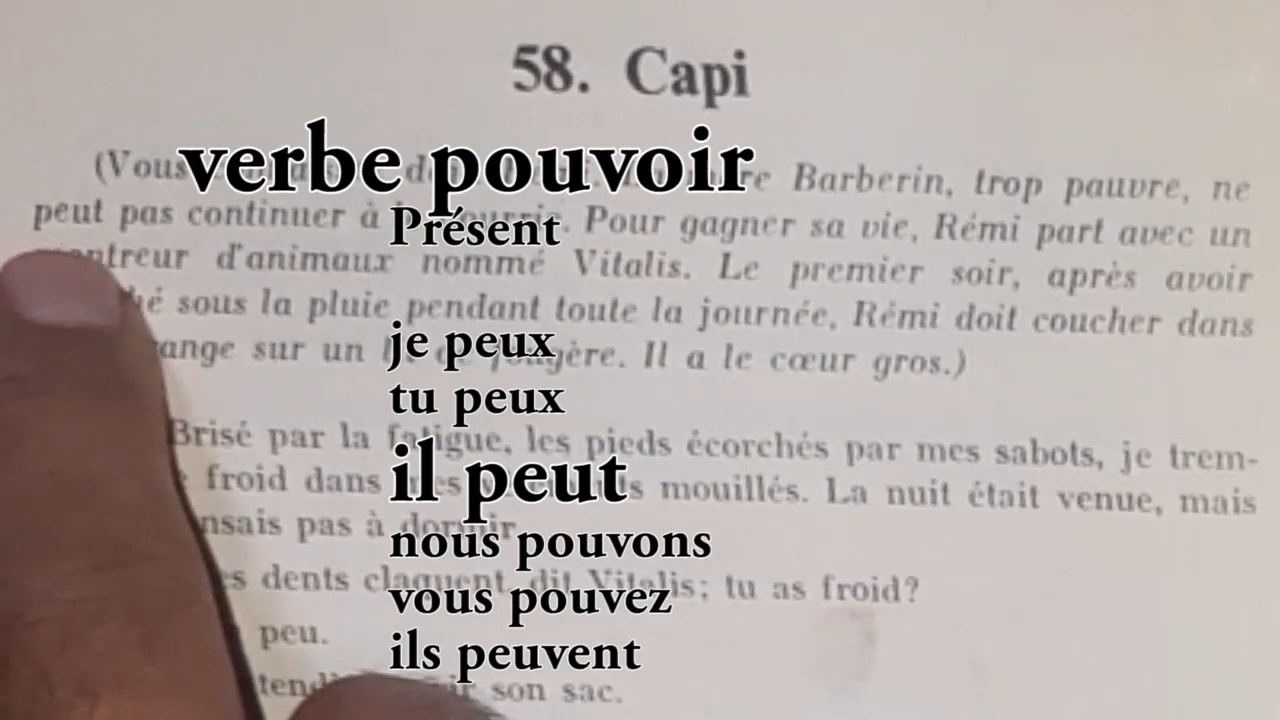 58. Capi
verbe pouvoir
(Vous re Barberin, trop pauvre, ne
peut pas continuer à Pour gagner sa vie, Rémi part avec un
Présent
d'animaux nommé Vitalis. Le premier soir, après avoir
sous la pluie pendant toute la journée, Rémi doit coucher dans
je peux
sur un Il a le cœur gros.)
tu peux
Brisé par la fatigue, les pieds écorchés par mes sabots, je trem-
il peut
froid dans mouillés. La nuit était venue, mais
pas à dormir.
nous pouvons
dents claquent, dit Vitalis; tu as froid?
vous pouvez
peu.
ils peuvent
son sac.